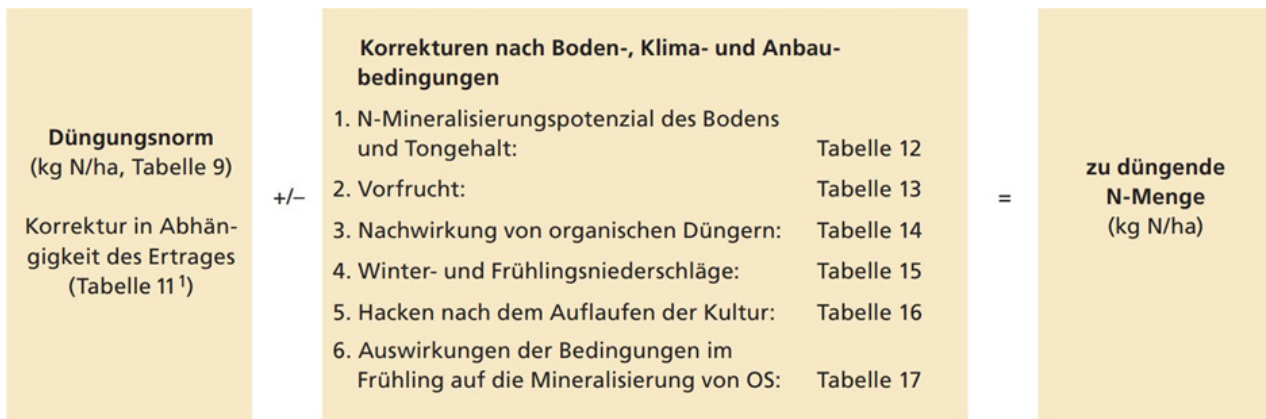 Düngungsnorm
(kg N/ha, Tabelle 9)
Korrektur in Abhän-
gigkeit des Ertrages
(Tabelle 11¹)
+/–
Korrekturen nach Boden-, Klima- und Anbau-
bedingungen
1. N-Mineralisierungspotenzial des Bodens
und Tongehalt: Tabelle 12
2. Vorfrucht: Tabelle 13
3. Nachwirkung von organischen Düngern: Tabelle 14
4. Winter- und Frühlingsniederschläge: Tabelle 15
5. Hacken nach dem Auflaufen der Kultur: Tabelle 16
6. Auswirkungen der Bedingungen im
Frühling auf die Mineralisierung von OS: Tabelle 17
=
zu düngende
N-Menge
(kg N/ha)